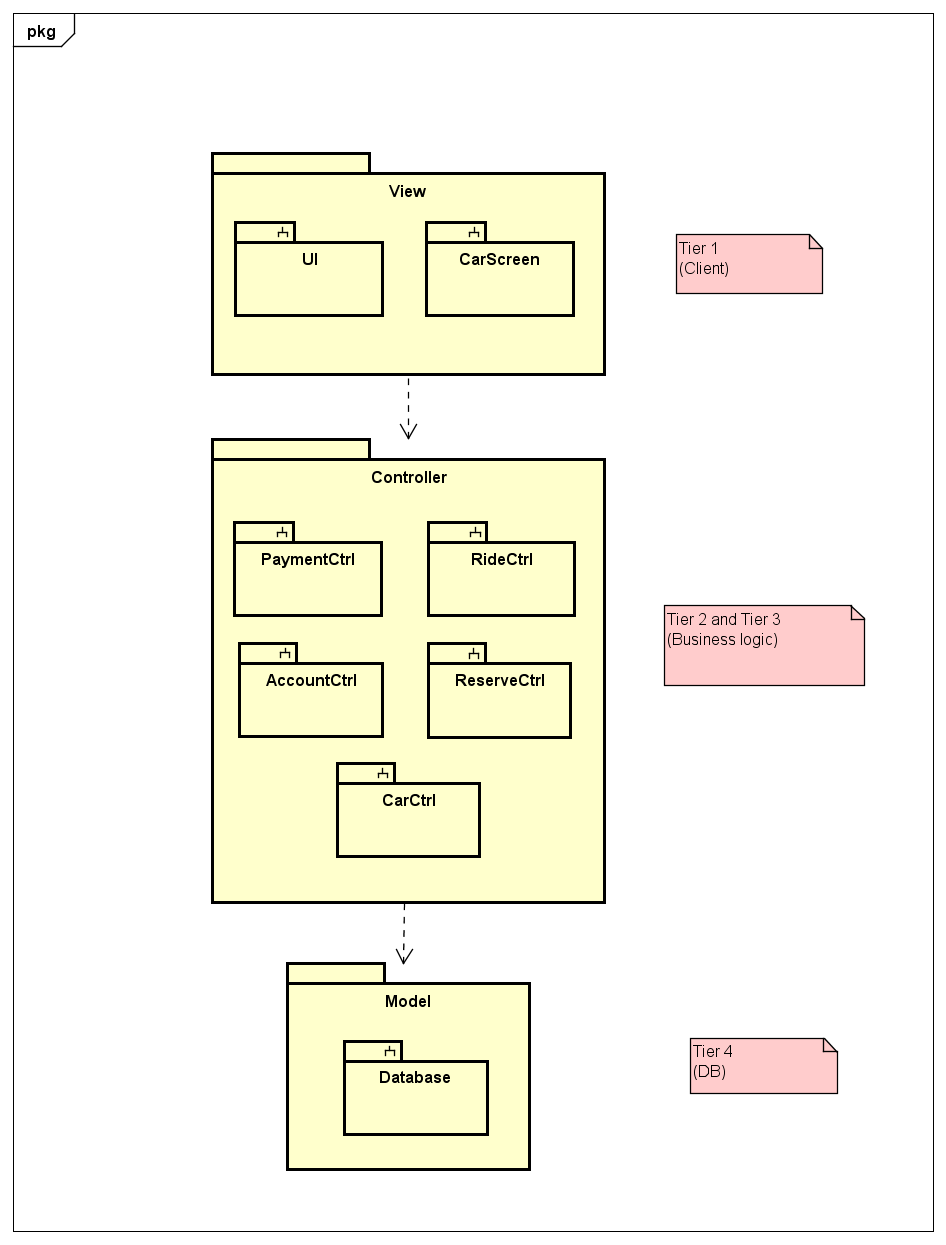 pkg
View
UI
CarScreen
Tier 1
(Client)
Controller
PaymentCtrl
RideCtrl
AccountCtrl
ReserveCtrl
CarCtrl
Tier 2 and Tier 3
(Business logic)
Model
Database
Tier 4
(DB)